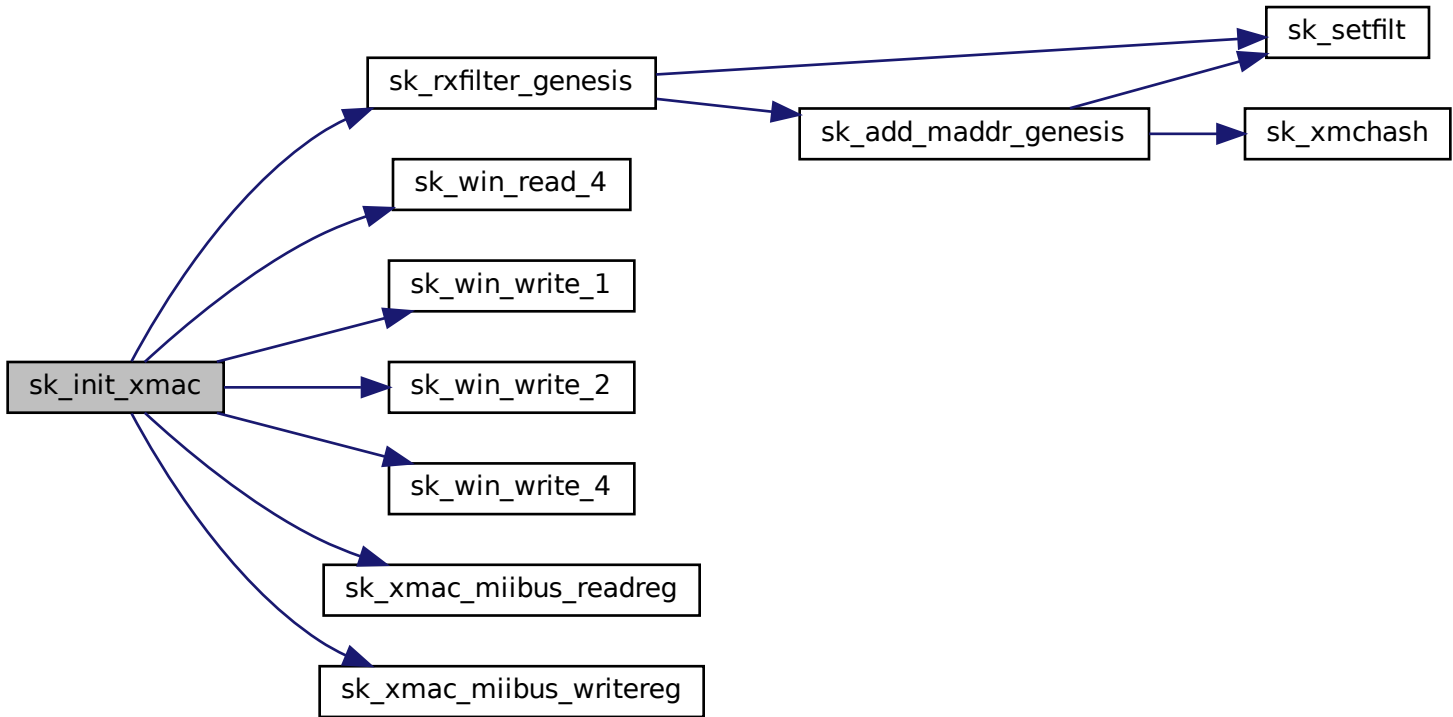 sk_setfilt
sk_rxfilter_genesis
sk_add_maddr_genesis
sk_xmchash
sk_win_read_4
sk_win_write_1
sk_init_xmac
sk_win_write_2
sk_win_write_4
sk_xmac_miibus_readreg
sk_xmac_miibus_writereg